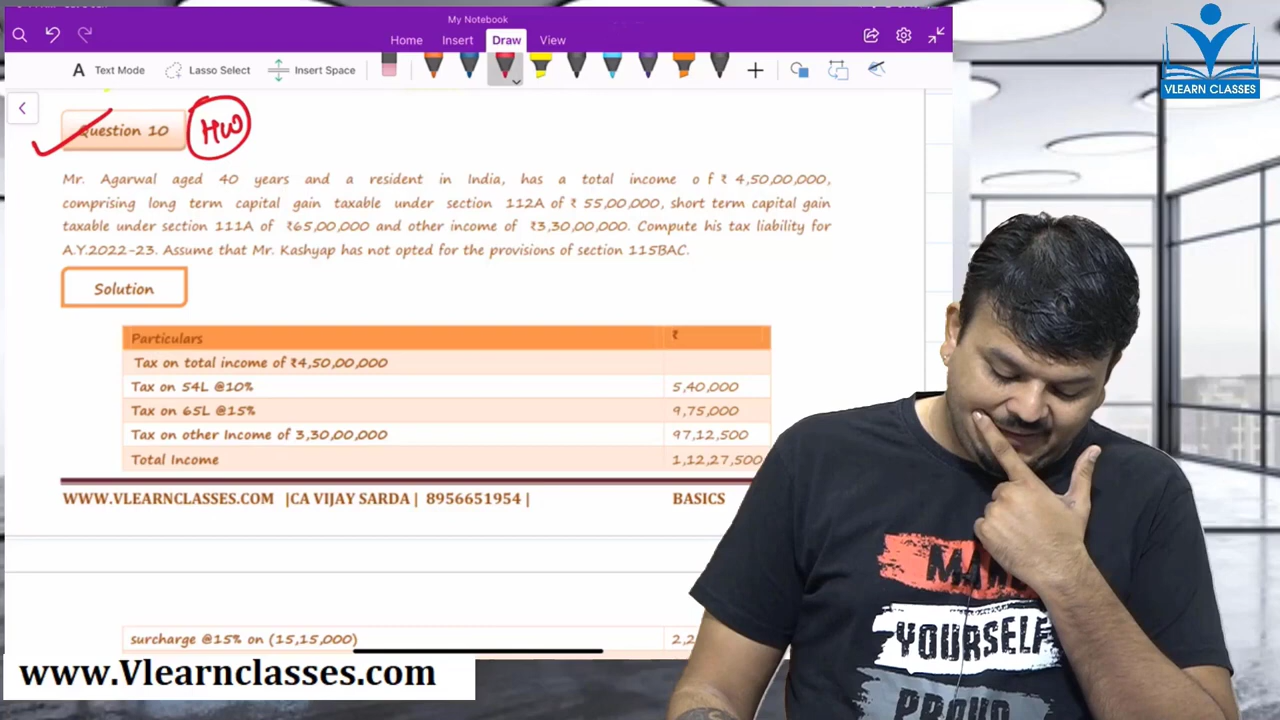 My Notebook
Home Insert Draw View
A Text Mode Lasso Select Insert Space
VLEARN CLASSES
Question 10 HW
Mr. Agarwal aged 40 years and a resident in India, has a total income o f ₹ 4,50,00,000,
comprising long term capital gain taxable under section 112A of ₹ 55,00,000, short term capital gain
taxable under section 111A of ₹65,00,000 and other income of ₹3,30,00,000. Compute his tax liability for
A.Y.2022-23. Assume that Mr. Kashyap has not opted for the provisions of section 115BAC.
Solution
Particulars ₹
Tax on total income of ₹4,50,00,000
Tax on 54L @10% 5,40,000
Tax on 65L @15% 9,75,000
Tax on other Income of 3,30,00,000 97,12,500
Total Income 1,12,27,500
WWW.VLEARNCLASSES.COM |CA VIJAY SARDA | 8956651954 | BASICS
surcharge @15% on (15,15,000) 2,2
www.Vlearnclasses.com
YOURSELF
PROUD